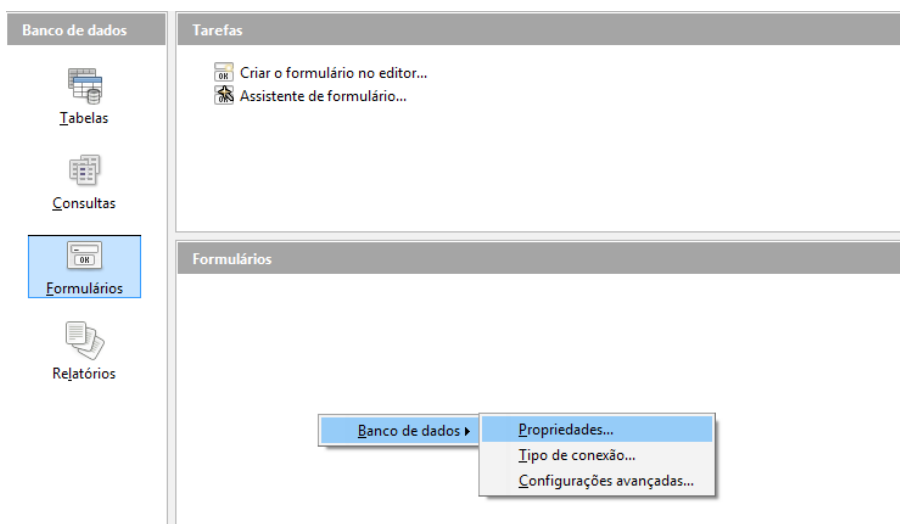 Banco de dados
Tabelas
Consultas
Formulários
Relatórios
Tarefas
Criar o formulário no editor...
Assistente de formulário...
Formulários
Banco de dados
Propriedades...
Tipo de conexão...
Configurações avançadas...